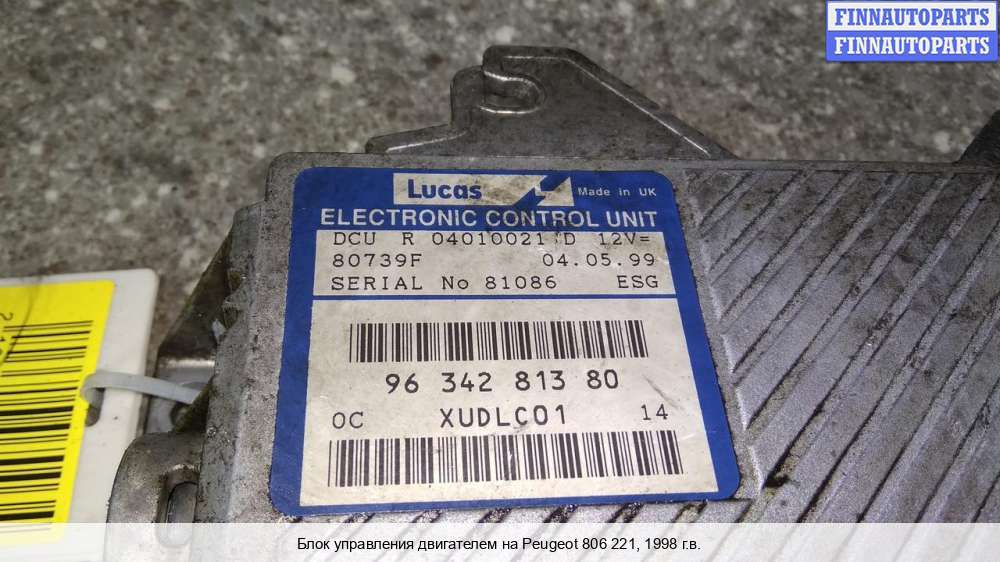 FINNAUTOPARTS
FINNAUTOPARTS
Lucas
Made in UK
ELECTRONIC CONTROL UNIT
DCU R 04010021 D 12V=
80739F 04.05.99
SERIAL No 81086 ESG
96 342 813 80
0C XUDLC01 14
Блок управления двигателем на Peugeot 806 221, 1998 г.в.